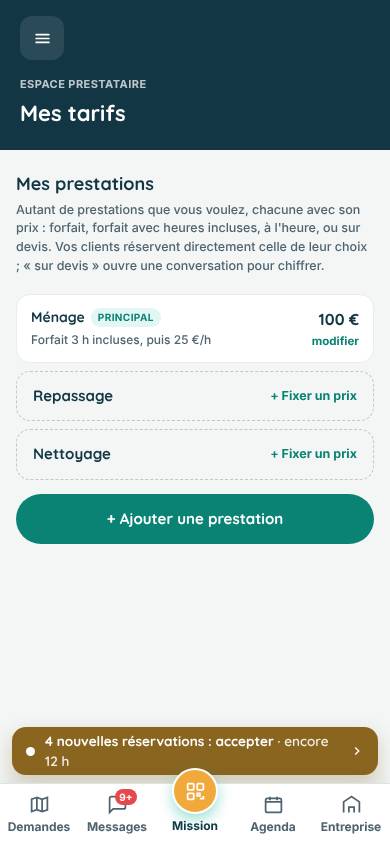 ESPACE PRESTATAIRE
Mes tarifs
Mes prestations
Autant de prestations que vous voulez, chacune avec son
prix : forfait, forfait avec heures incluses, à l'heure, ou sur
devis. Vos clients réservent directement celle de leur choix
; « sur devis » ouvre une conversation pour chiffrer.
Ménage PRINCIPAL 100 €
Forfait 3 h incluses, puis 25 €/h modifier
Repassage + Fixer un prix
Nettoyage + Fixer un prix
+ Ajouter une prestation
4 nouvelles réservations : accepter · encore
12 h
9+
Demandes Messages Mission Agenda Entreprise